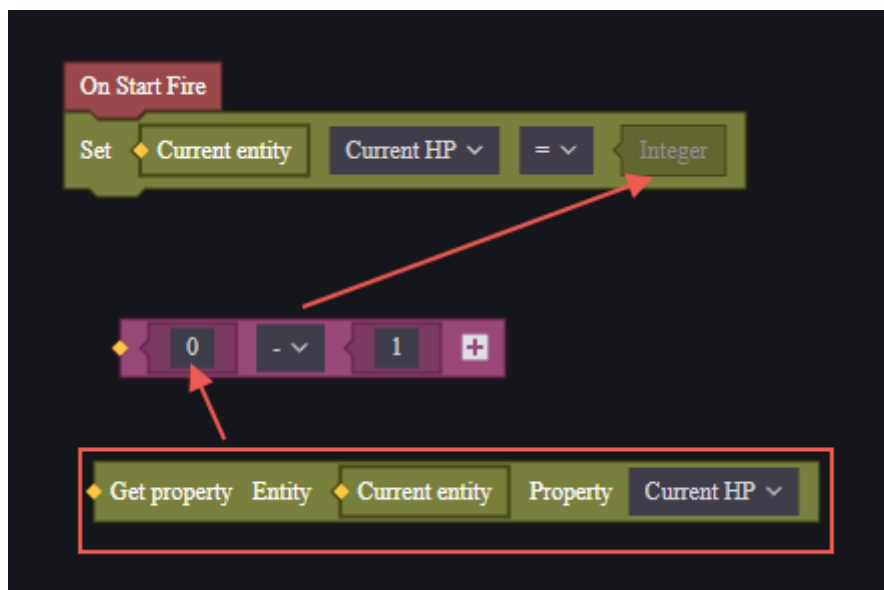 On Start Fire
Set Current entity Current HP = Integer
0 - 1 +
Get property Entity Current entity Property Current HP